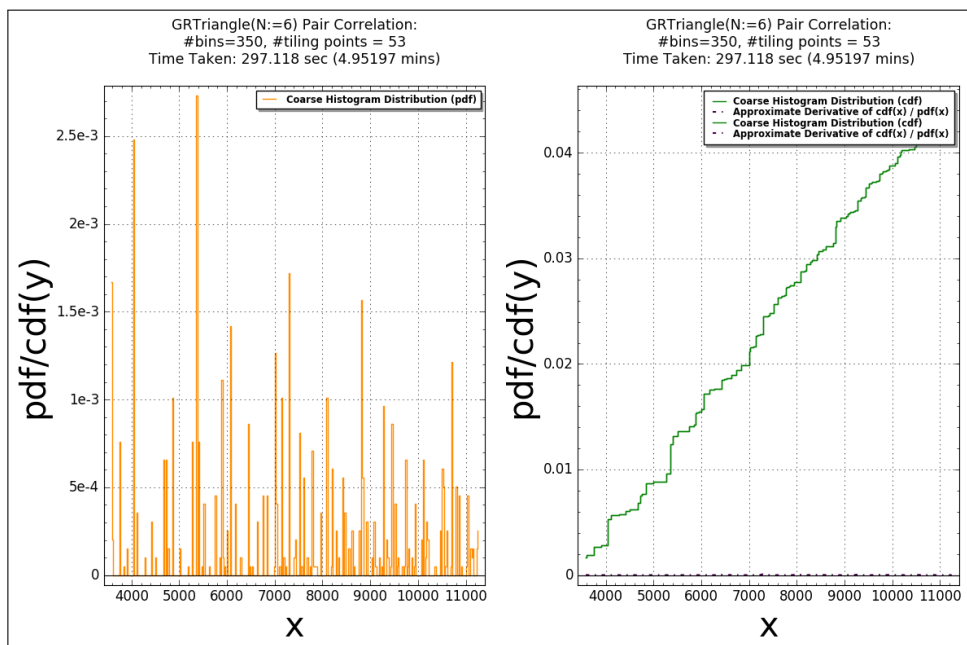 GRTriangle(N:=6) Pair Correlation:
#bins=350, #tiling points = 53
Time Taken: 297.118 sec (4.95197 mins)
Coarse Histogram Distribution (pdf)
2.5e-3
2e-3
1.5e-3
1e-3
5e-4
0
pdf/cdf(y)
4000 5000 6000 7000 8000 9000 10000 11000
x
GRTriangle(N:=6) Pair Correlation:
#bins=350, #tiling points = 53
Time Taken: 297.118 sec (4.95197 mins)
Coarse Histogram Distribution (cdf)
Approximate Derivative of cdf(x) / pdf(x)
Coarse Histogram Distribution (cdf)
Approximate Derivative of cdf(x) / pdf(x)
0.04
0.03
0.02
0.01
0
pdf/cdf(y)
4000 5000 6000 7000 8000 9000 10000 11000
x